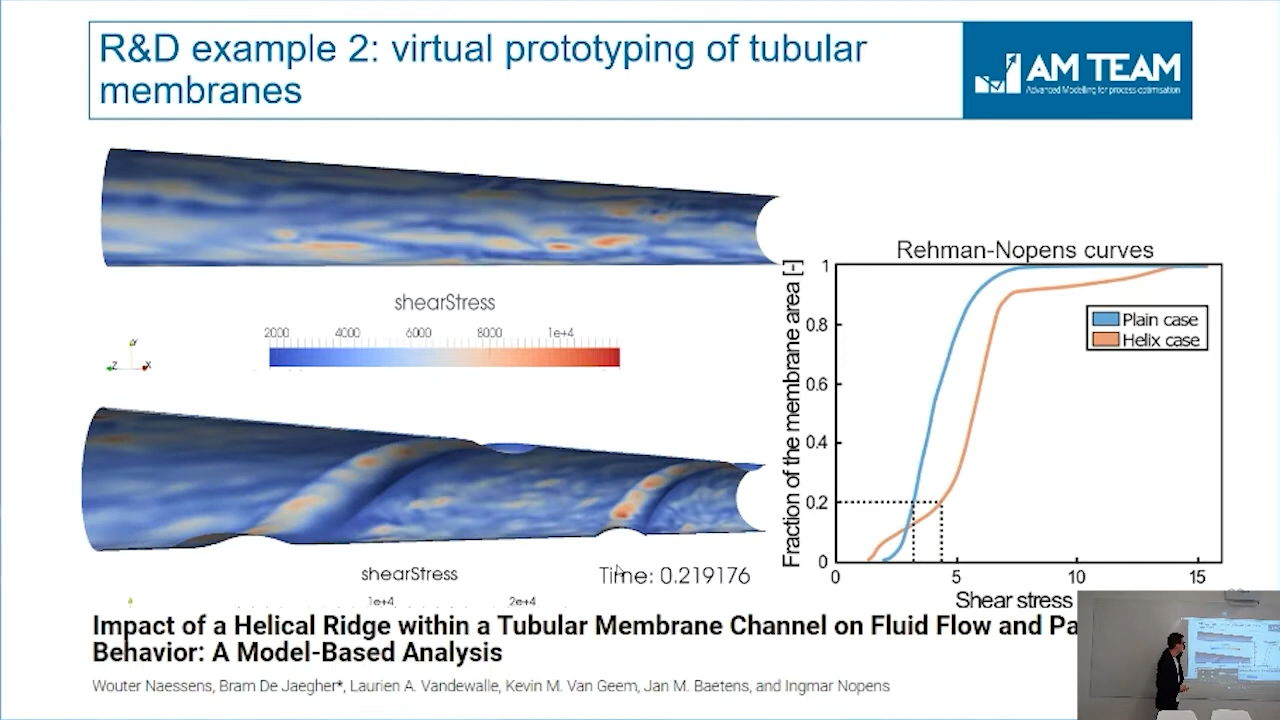 R&D example 2: virtual prototyping of tubular
membranes
AM TEAM
Advanced Modelling for process optimisation
shearStress
2000 4000 6000 8000 1e+4
Y
Z X
Rehman-Nopens curves
Fraction of the membrane area [-]
1
0.8
0.6
0.4
0.2
0
0 5 10 15
Plain case
Helix case
Shear stress
Time: 0.219176
shearStress
1e+4 2e+4
Impact of a Helical Ridge within a Tubular Membrane Channel on Fluid Flow and Pa
Behavior: A Model-Based Analysis
Wouter Naessens, Bram De Jaegher*, Laurien A. Vandewalle, Kevin M. Van Geem, Jan M. Baetens, and Ingmar Nopens